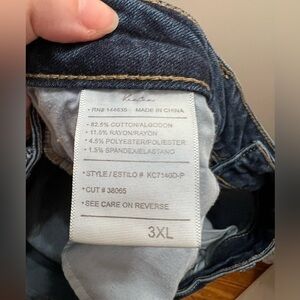 • RN# 144635 • MADE IN CHINA
• 82.5% COTTON/ALGODON
• 11.5% RAYON/RAYÓN
• 4.5% POLYESTER/POLIESTER
• 1.5% SPANDEX/ELASTANO
• STYLE / ESTILO # KC7140D-P
• CUT # 38065
• SEE CARE ON REVERSE
3XL